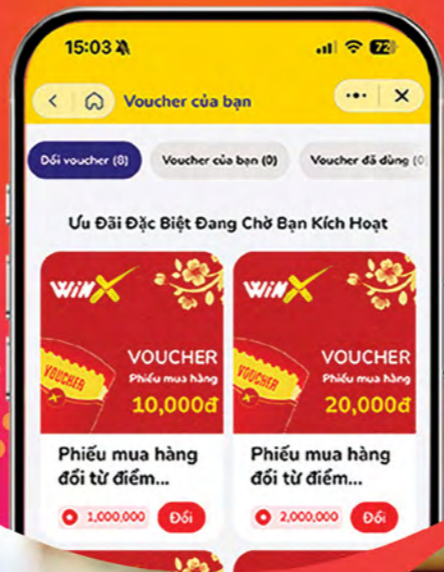 15:03
72
Voucher của bạn
Đổi voucher (8)
Voucher của bạn (0)
Voucher đã dùng (0
Ưu Đãi Đặc Biệt Đang Chờ Bạn Kích Hoạt
WiNX
VOUCHER
VOUCHER
Phiếu mua hàng
10,000đ
WiNX
VOUCHER
VOUCHER
Phiếu mua hàng
20,000đ
Phiếu mua hàng
đổi từ điểm...
1,000,000
Đổi
Phiếu mua hàng
đổi từ điểm...
2,000,000
Đổi